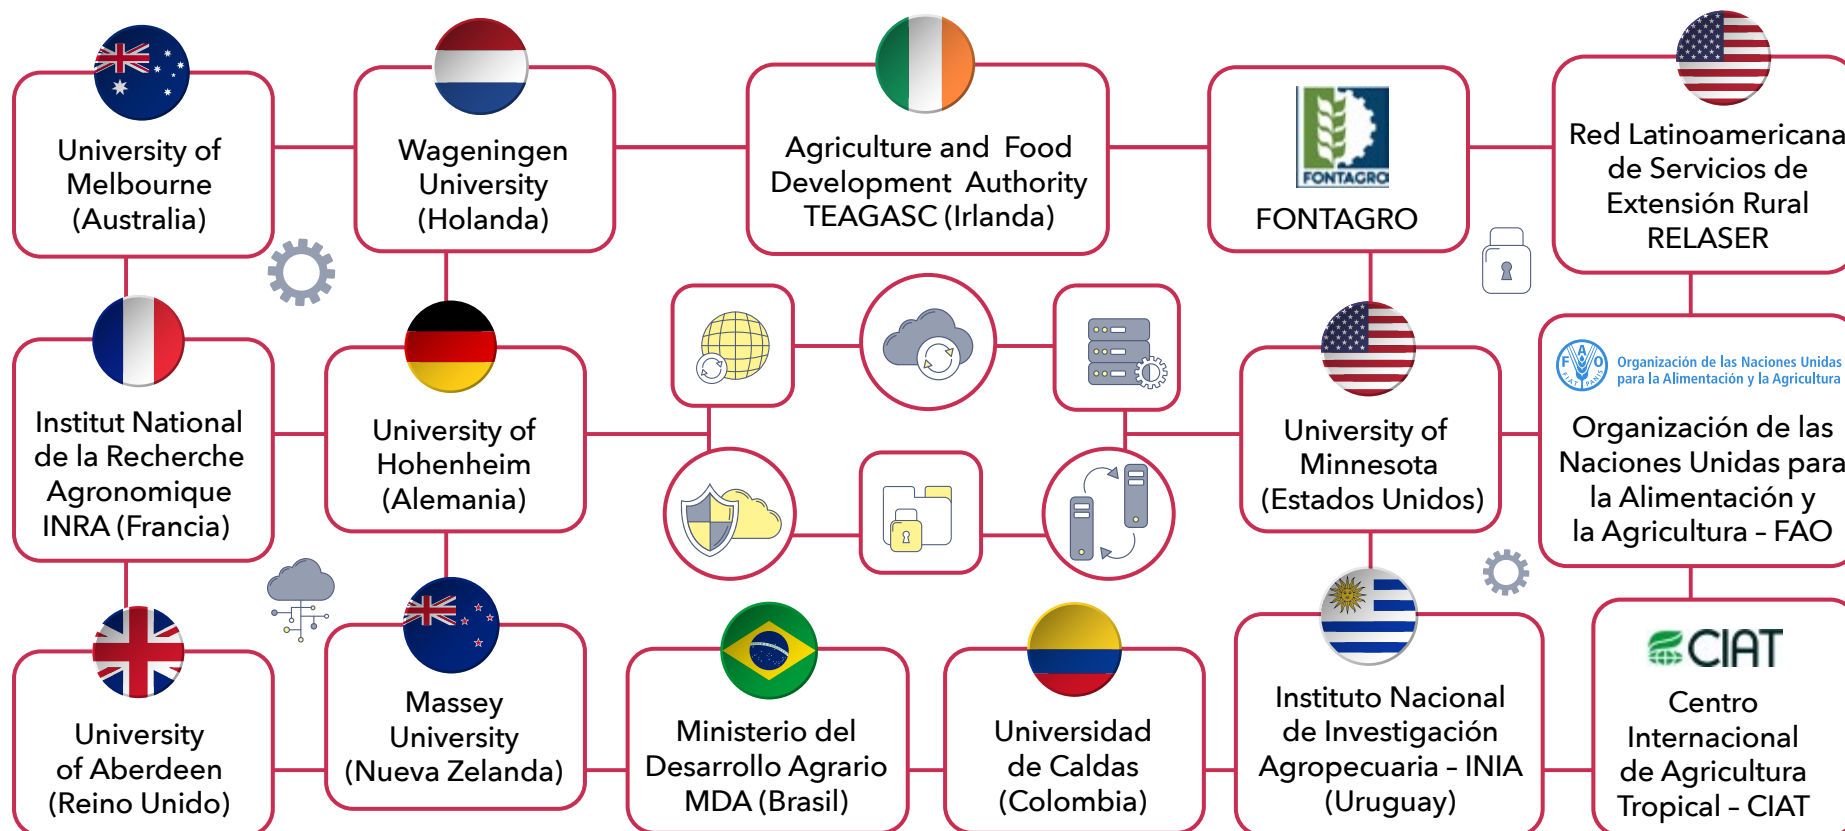 University of
Melbourne
(Australia)
Wageningen
University
(Holanda)
Agriculture and Food
Development Authority
TEAGASC (Irlanda)
FONTAGRO
FONTAGRO
Red Latinoamericana
de Servicios de
Extensión Rural
RELASER
Institut National
de la Recherche
Agronomique
INRA (Francia)
University of
Hohenheim
(Alemania)
University of
Minnesota
(Estados Unidos)
FAO
FIAT PANIS
Organización de las Naciones Unidas
para la Alimentación y la Agricultura
Organización de las
Naciones Unidas para
la Alimentación y
la Agricultura – FAO
University
of Aberdeen
(Reino Unido)
Massey
University
(Nueva Zelanda)
Ministerio del
Desarrollo Agrario
MDA (Brasil)
Universidad
de Caldas
(Colombia)
Instituto Nacional
de Investigación
Agropecuaria – INIA
(Uruguay)
CIAT
Centro
Internacional
de Agricultura
Tropical – CIAT